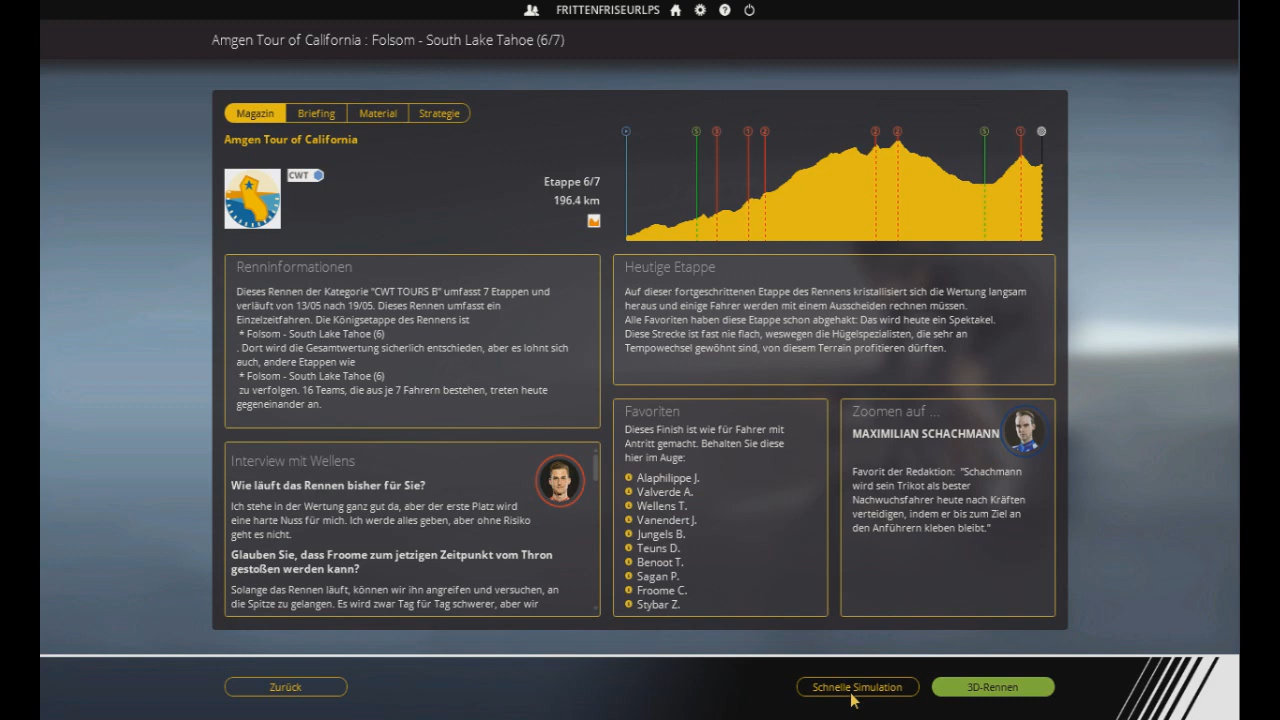 FRITTENFRISEURLPS
Amgen Tour of California : Folsom - South Lake Tahoe (6/7)
Magazin
Briefing
Material
Strategie
Amgen Tour of California
CWT
Etappe 6/7
196.4 km
S
3
1
2
2
2
S
1
Renninformationen
Dieses Rennen der Kategorie "CWT TOURS B" umfasst 7 Etappen und
verläuft von 13/05 nach 19/05. Dieses Rennen umfasst ein
Einzelzeitfahren. Die Königsetappe des Rennens ist
* Folsom - South Lake Tahoe (6)
. Dort wird die Gesamtwertung sicherlich entschieden, aber es lohnt sich
auch, andere Etappen wie
* Folsom - South Lake Tahoe (6)
zu verfolgen. 16 Teams, die aus je 7 Fahrern bestehen, treten heute
gegeneinander an.
Heutige Etappe
Auf dieser fortgeschrittenen Etappe des Rennens kristallisiert sich die Wertung langsam
heraus und einige Fahrer werden mit einem Ausscheiden rechnen müssen.
Alle Favoriten haben diese Etappe schon abgehakt: Das wird heute ein Spektakel.
Diese Strecke ist fast nie flach, weswegen die Hügelspezialisten, die sehr an
Tempowechsel gewöhnt sind, von diesem Terrain profitieren dürften.
Interview mit Wellens
Wie läuft das Rennen bisher für Sie?
Ich stehe in der Wertung ganz gut da, aber der erste Platz wird
eine harte Nuss für mich. Ich werde alles geben, aber ohne Risiko
geht es nicht.
Glauben Sie, dass Froome zum jetzigen Zeitpunkt vom Thron
gestoßen werden kann?
Solange das Rennen läuft, können wir ihn angreifen und versuchen, an
die Spitze zu gelangen. Es wird zwar Tag für Tag schwerer, aber wir
Favoriten
Dieses Finish ist wie für Fahrer mit
Antritt gemacht. Behalten Sie diese
hier im Auge:
Alaphilippe J.
Valverde A.
Wellens T.
Vanendert J.
Jungels B.
Teuns D.
Benoot T.
Sagan P.
Froome C.
Stybar Z.
Zoomen auf ...
MAXIMILIAN SCHACHMANN
Favorit der Redaktion: "Schachmann
wird sein Trikot als bester
Nachwuchsfahrer heute nach Kräften
verteidigen, indem er bis zum Ziel an
den Anführern kleben bleibt."
Zurück
Schnelle Simulation
3D-Rennen